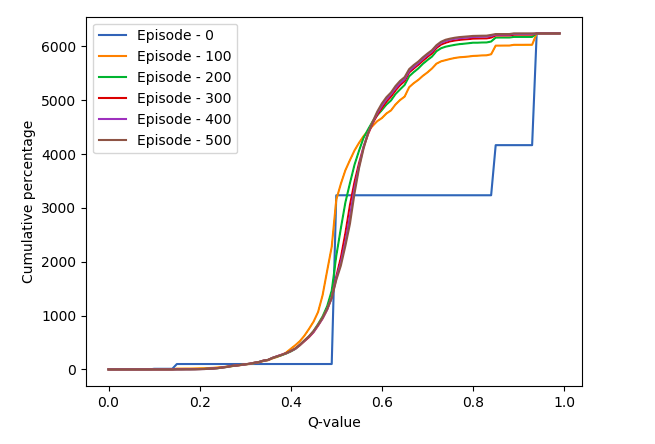 Episode - 0
Episode - 100
Episode - 200
Episode - 300
Episode - 400
Episode - 500
Cumulative percentage
6000
5000
4000
3000
2000
1000
0
0.0 0.2 0.4 0.6 0.8 1.0
Q-value